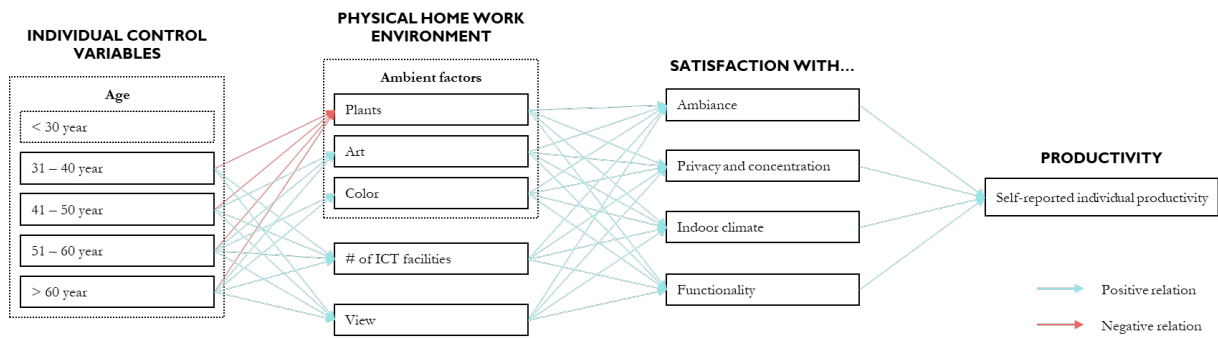 INDIVIDUAL CONTROL
VARIABLES
Age
< 30 year
31 – 40 year
41 – 50 year
51 – 60 year
> 60 year
PHYSICAL HOME WORK
ENVIRONMENT
Ambient factors
Plants
Art
Color
# of ICT facilities
View
SATISFACTION WITH...
Ambiance
Privacy and concentration
Indoor climate
Functionality
PRODUCTIVITY
Self-reported individual productivity
Positive relation
Negative relation